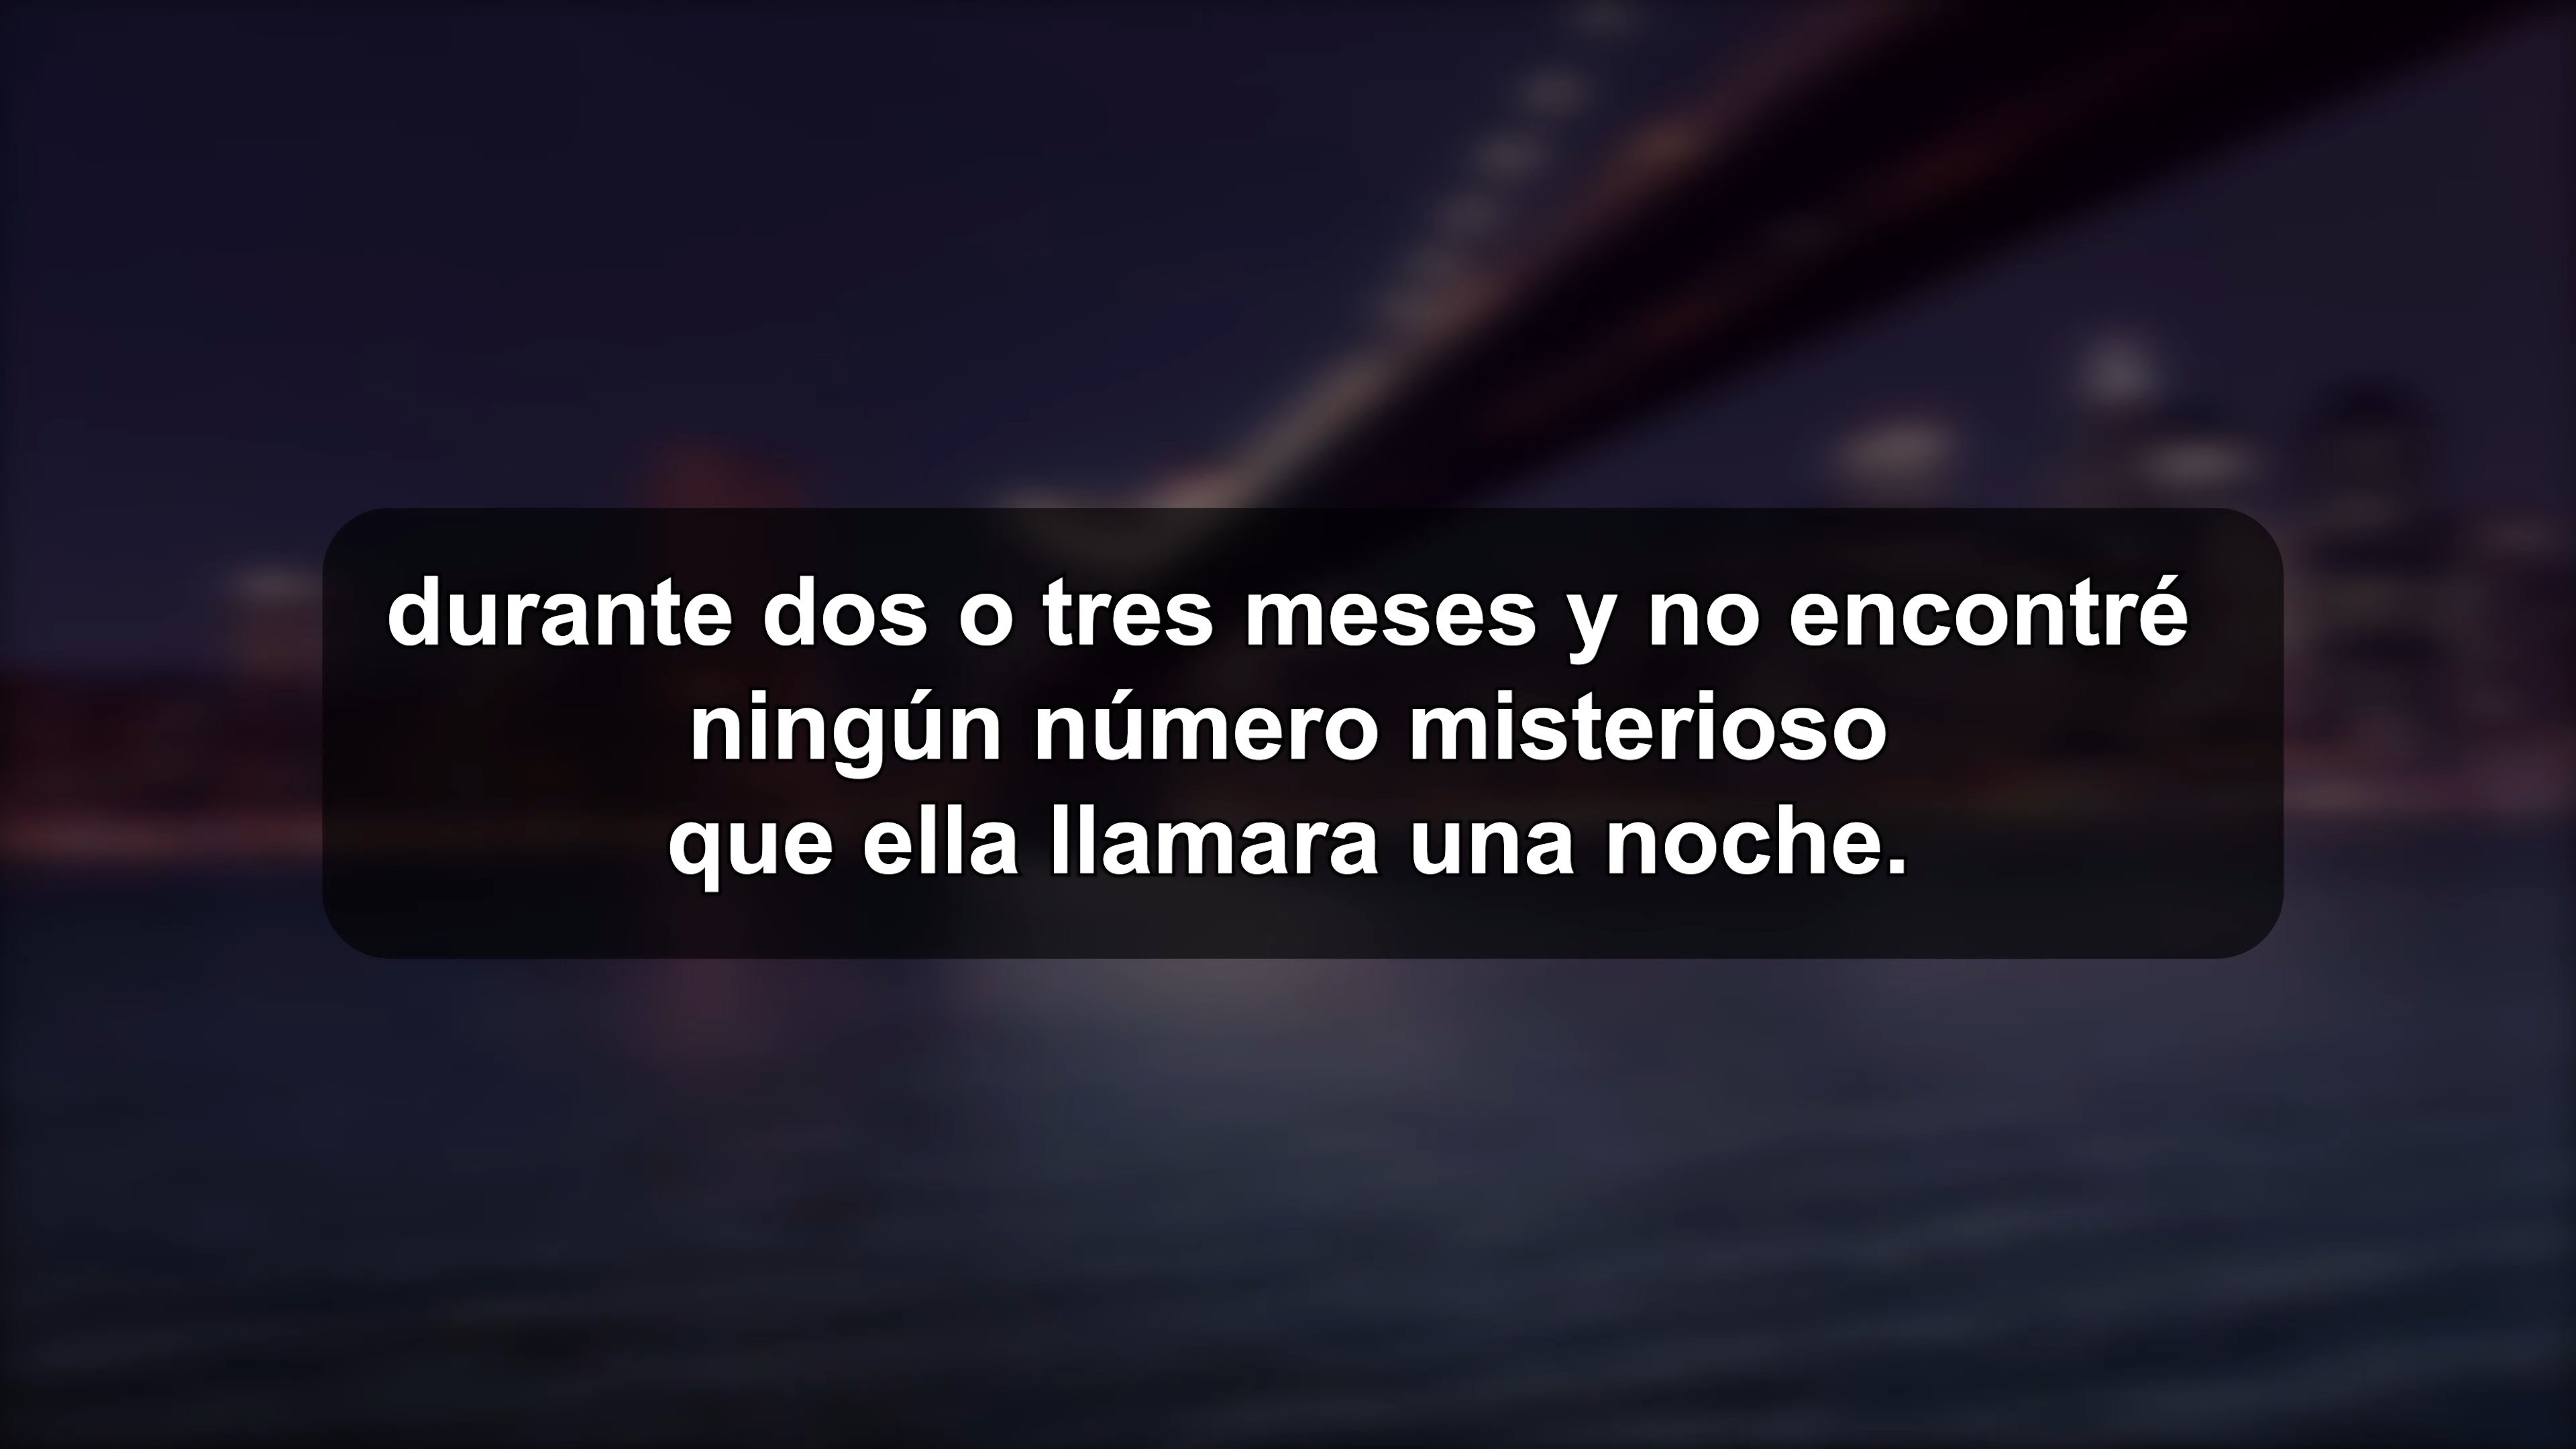 durante dos o tres meses y no encontré
ningún número misterioso
que ella llamara una noche.